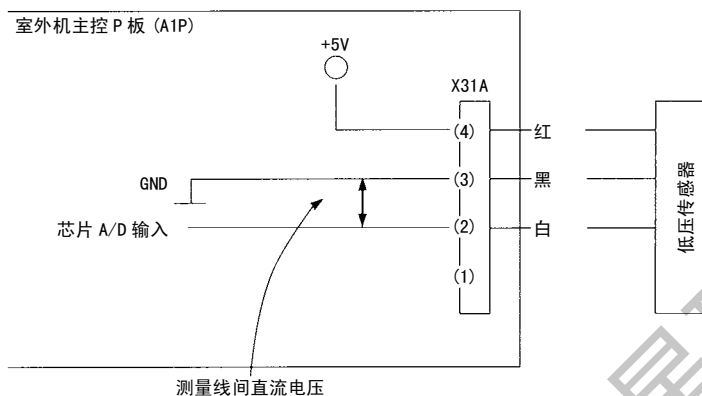 室外机主控 P 板 (A1P)
+5V
X31A
(4) 红
GND
(3) 黑
芯片 A/D 输入
(2) 白
(1)
低压传感器
测量线间直流电压